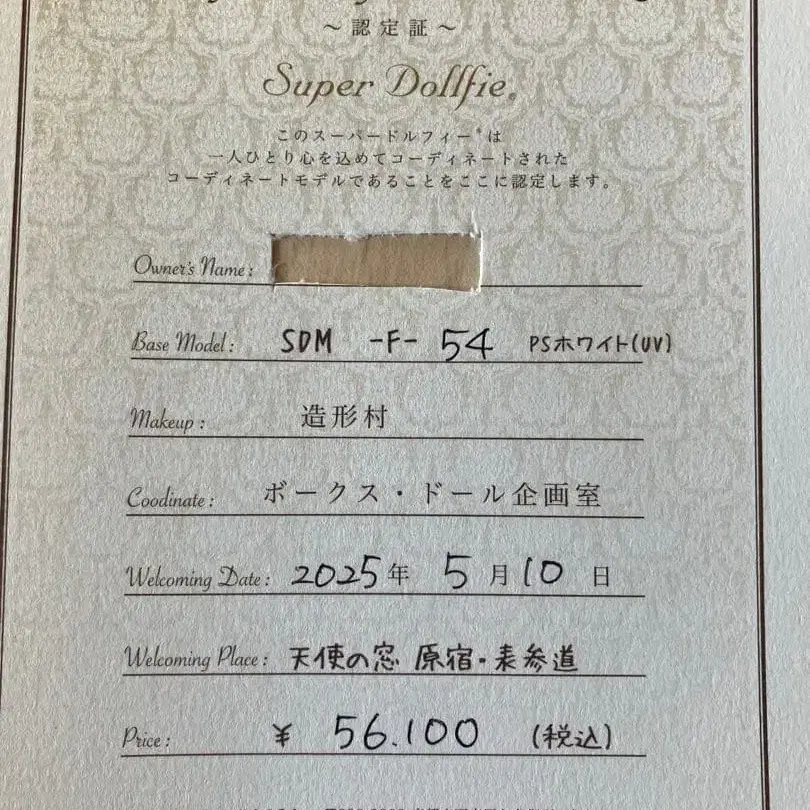 ～認定証～
Super Dollfie®
このスーパードルフィー®は
一人ひとり心を込めてコーディネートされた
コーディネートモデルであることをここに認定します。
Owner's Name :
Base Model : SDM -F- 54 PSホワイト(UV)
Makeup : 造形村
Coodinate : ボークス・ドール企画室
Welcoming Date : 2025年 5月10日
Welcoming Place : 天使の窓 原宿・表参道
Price : ¥ 56.100 (税込)